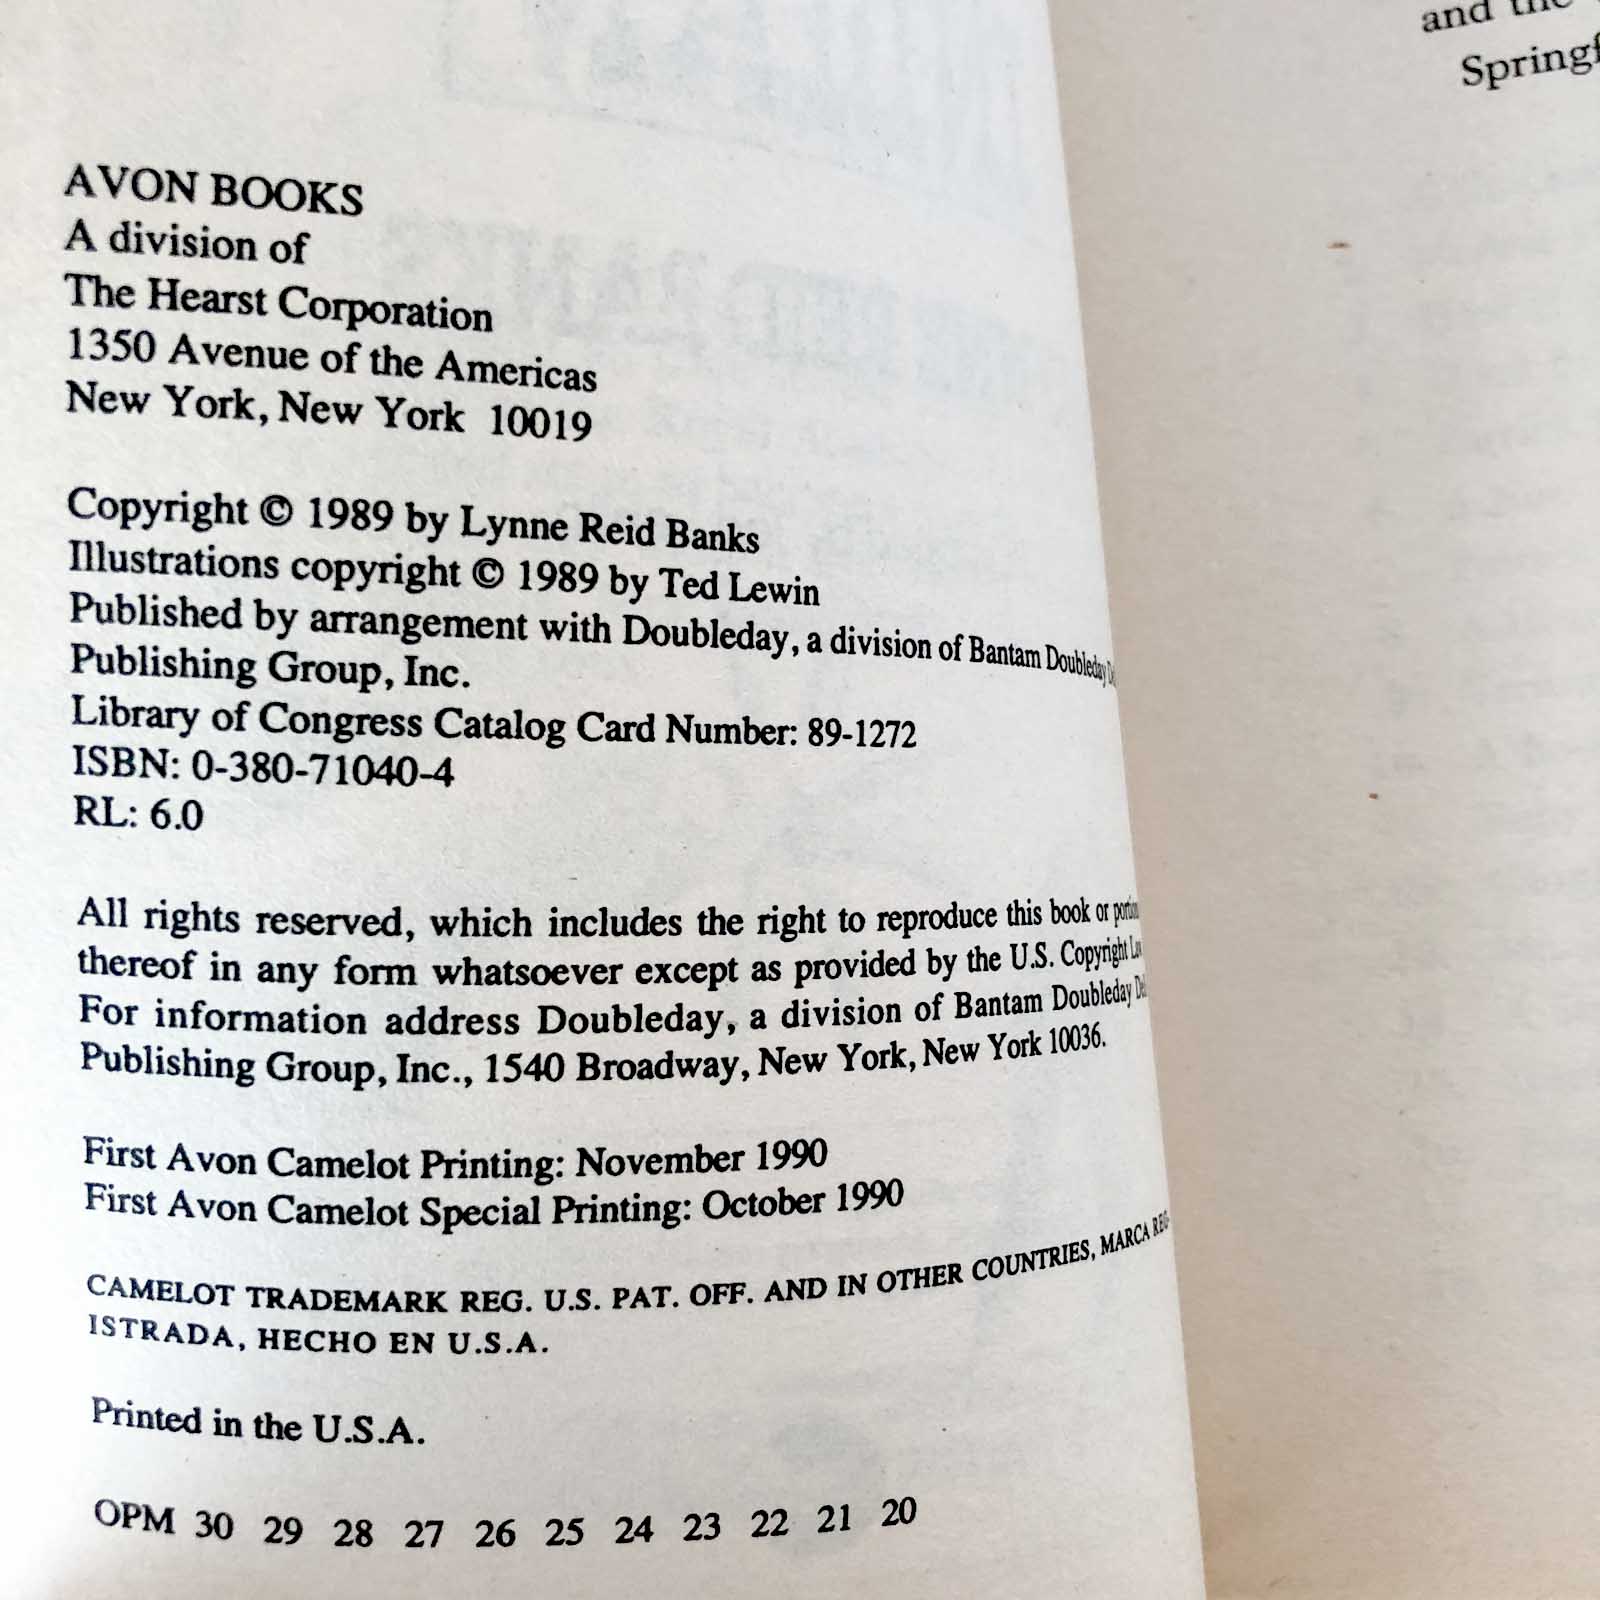 AVON BOOKS
A division of
The Hearst Corporation
1350 Avenue of the Americas
New York, New York 10019
Copyright © 1989 by Lynne Reid Banks
Illustrations copyright © 1989 by Ted Lewin
Published by arrangement with Doubleday, a division of Bantam Doubleday
Publishing Group, Inc.
Library of Congress Catalog Card Number: 89-1272
ISBN: 0-380-71040-4
RL: 6.0
All rights reserved, which includes the right to reproduce this book or
thereof in any form whatsoever except as provided by the U.S. Copyright
For information address Doubleday, a division of Bantam Doubleday
Publishing Group, Inc., 1540 Broadway, New York, New York 10036.
First Avon Camelot Printing: November 1990
First Avon Camelot Special Printing: October 1990
CAMELOT TRADEMARK REG. U.S. PAT. OFF. AND IN OTHER COUNTRIES, MARCA REG-
ISTRADA, HECHO EN U.S.A.
Printed in the U.S.A.
OPM 30 29 28 27 26 25 24 23 22 21 20
and the